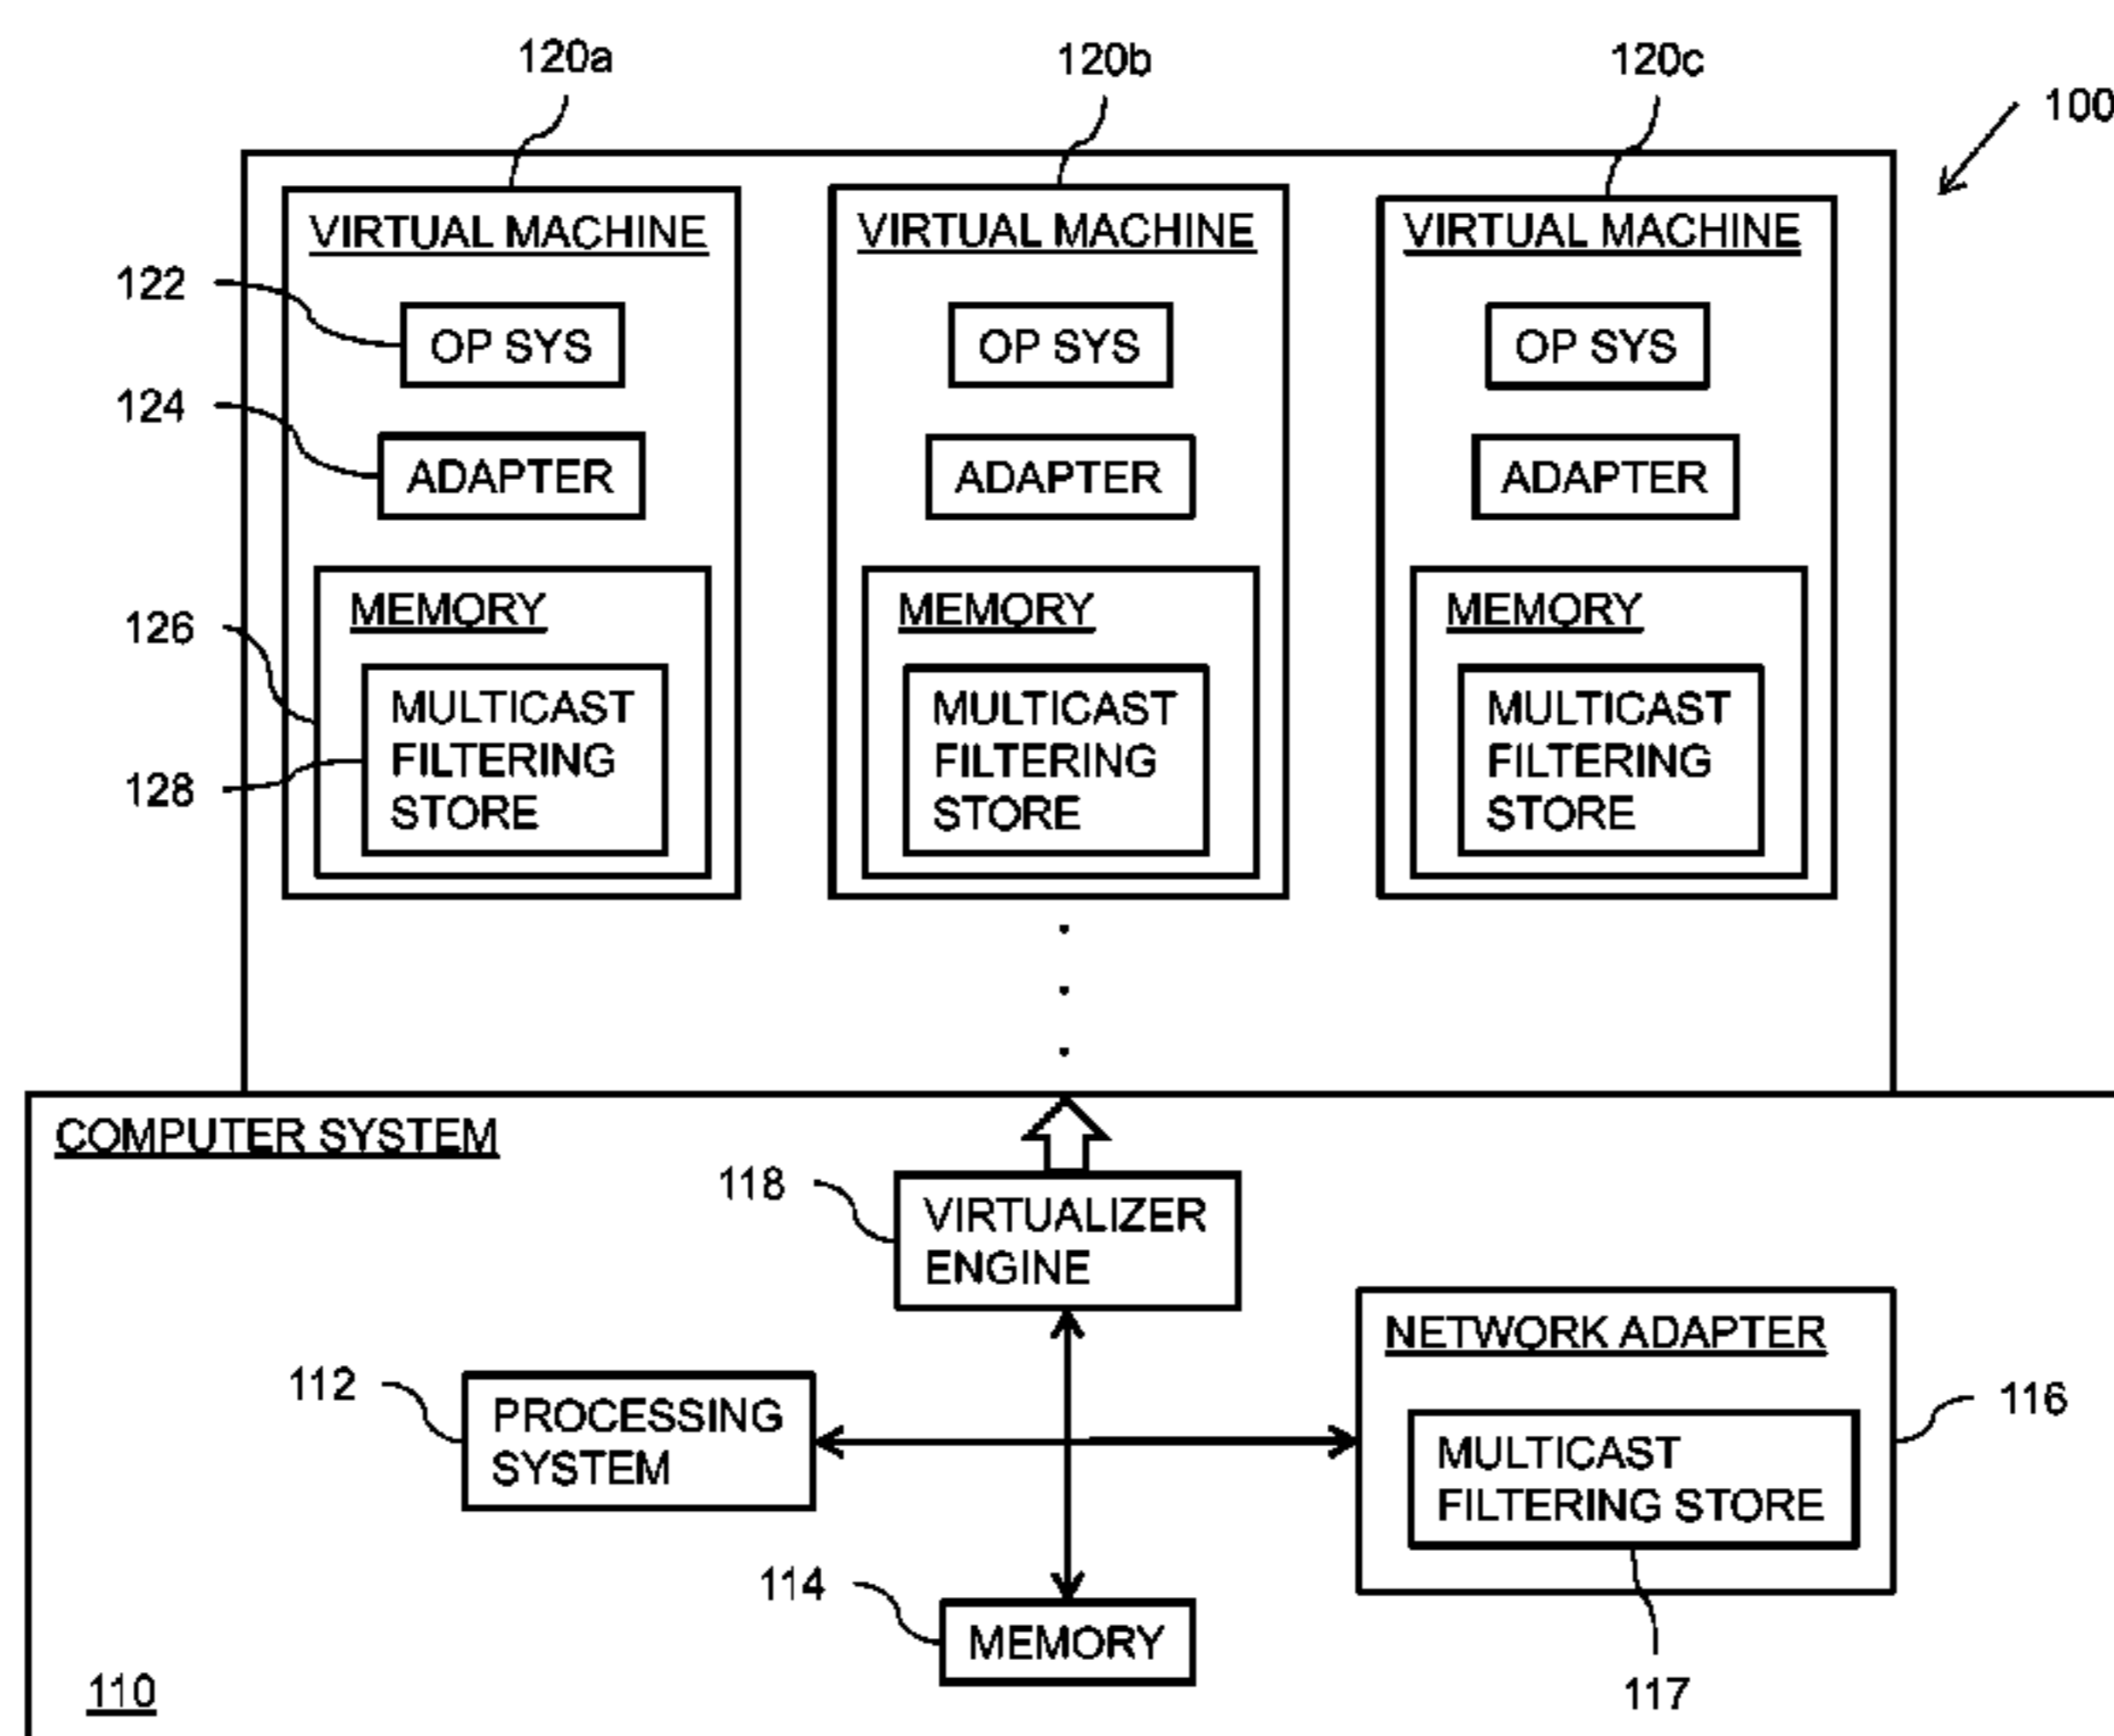 120a
120b
120c
100
VIRTUAL MACHINE
VIRTUAL MACHINE
VIRTUAL MACHINE
122
OP SYS
OP SYS
OP SYS
124
ADAPTER
ADAPTER
ADAPTER
126
MEMORY
MEMORY
MEMORY
128
MULTICAST
FILTERING
STORE
MULTICAST
FILTERING
STORE
MULTICAST
FILTERING
STORE
COMPUTER SYSTEM
118
VIRTUALIZER
ENGINE
112
PROCESSING
SYSTEM
NETWORK ADAPTER
116
MULTICAST
FILTERING STORE
114
MEMORY
117
110